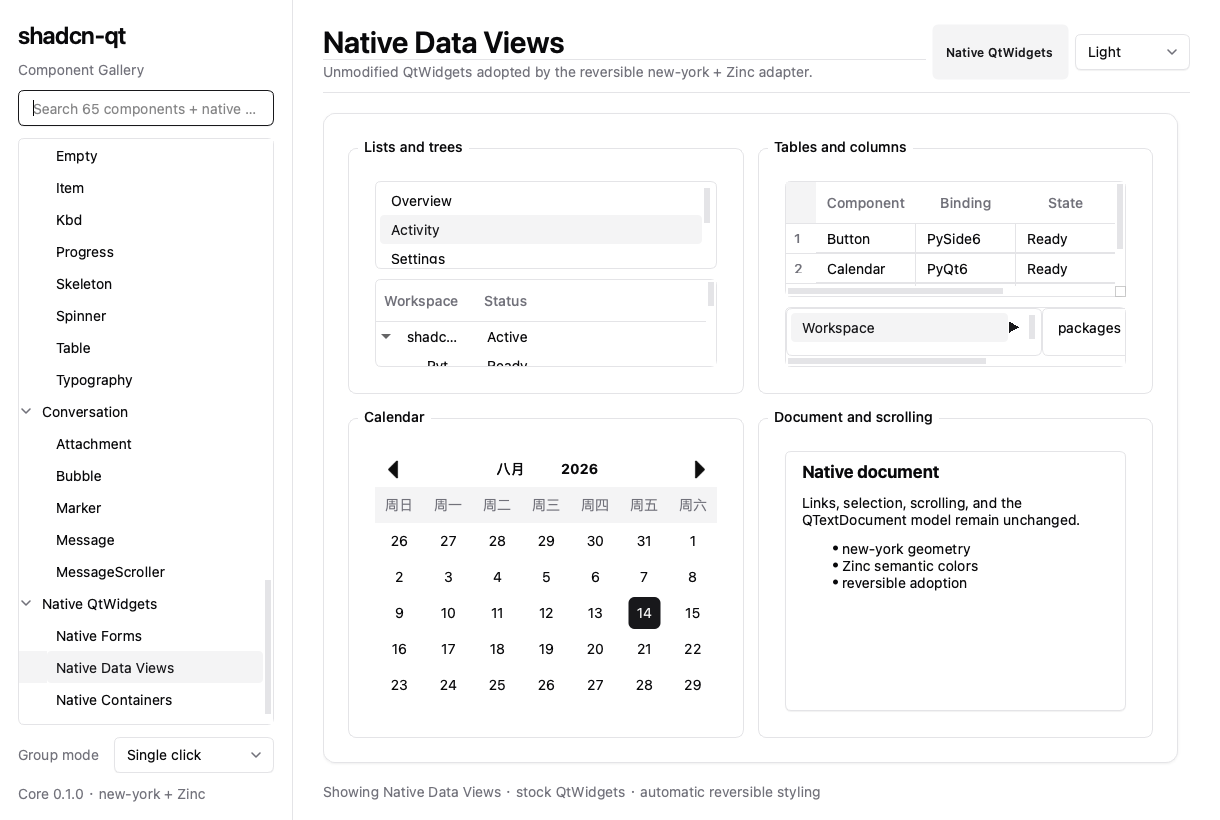 shadcn-qt
Component Gallery
Search 65 components + native ...
Empty
Item
Kbd
Progress
Skeleton
Spinner
Table
Typography
Conversation
Attachment
Bubble
Marker
Message
MessageScroller
Native QtWidgets
Native Forms
Native Data Views
Native Containers
Group mode Single click
Core 0.1.0 · new-york + Zinc
Native Data Views
Unmodified QtWidgets adopted by the reversible new-york + Zinc adapter.
Native QtWidgets
Light
Lists and trees
Overview
Activity
Settings
Workspace Status
shadc... Active
Pyt Ready
Tables and columns
Component Binding State
1 Button PySide6 Ready
2 Calendar PyQt6 Ready
Workspace packages
Calendar
八月 2026
周日 周一 周二 周三 周四 周五 周六
26 27 28 29 30 31 1
2 3 4 5 6 7 8
9 10 11 12 13 14 15
16 17 18 19 20 21 22
23 24 25 26 27 28 29
Document and scrolling
Native document
Links, selection, scrolling, and the
QTextDocument model remain unchanged.
• new-york geometry
• Zinc semantic colors
• reversible adoption
Showing Native Data Views · stock QtWidgets · automatic reversible styling